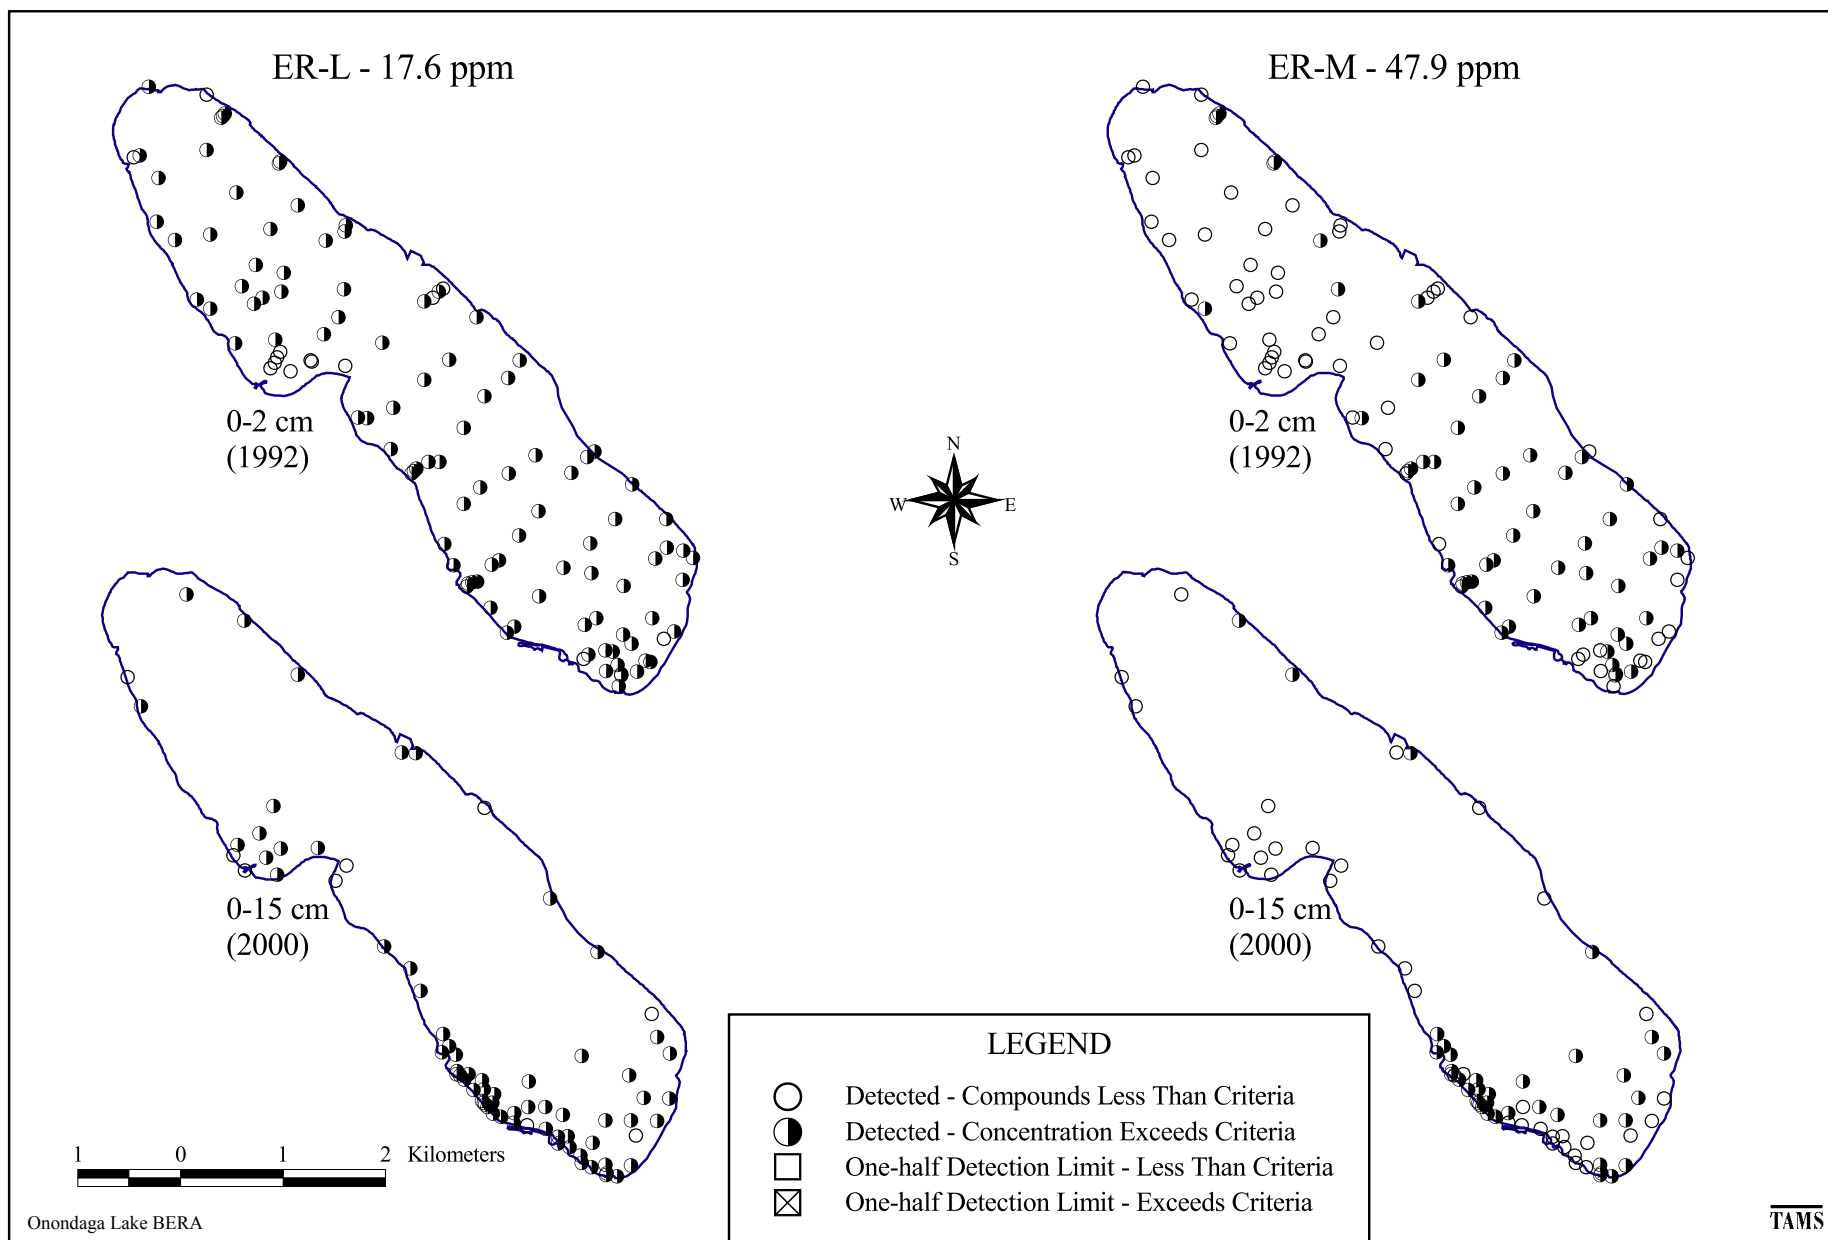 ER-L - 17.6 ppm
ER-M - 47.9 ppm
0-2 cm
(1992)
0-2 cm
(1992)
N
W
E
S
0-15 cm
(2000)
0-15 cm
(2000)
LEGEND
Detected - Compounds Less Than Criteria
Detected - Concentration Exceeds Criteria
One-half Detection Limit - Less Than Criteria
One-half Detection Limit - Exceeds Criteria
1 0 1 2 Kilometers
Onondaga Lake BERA
TAMS